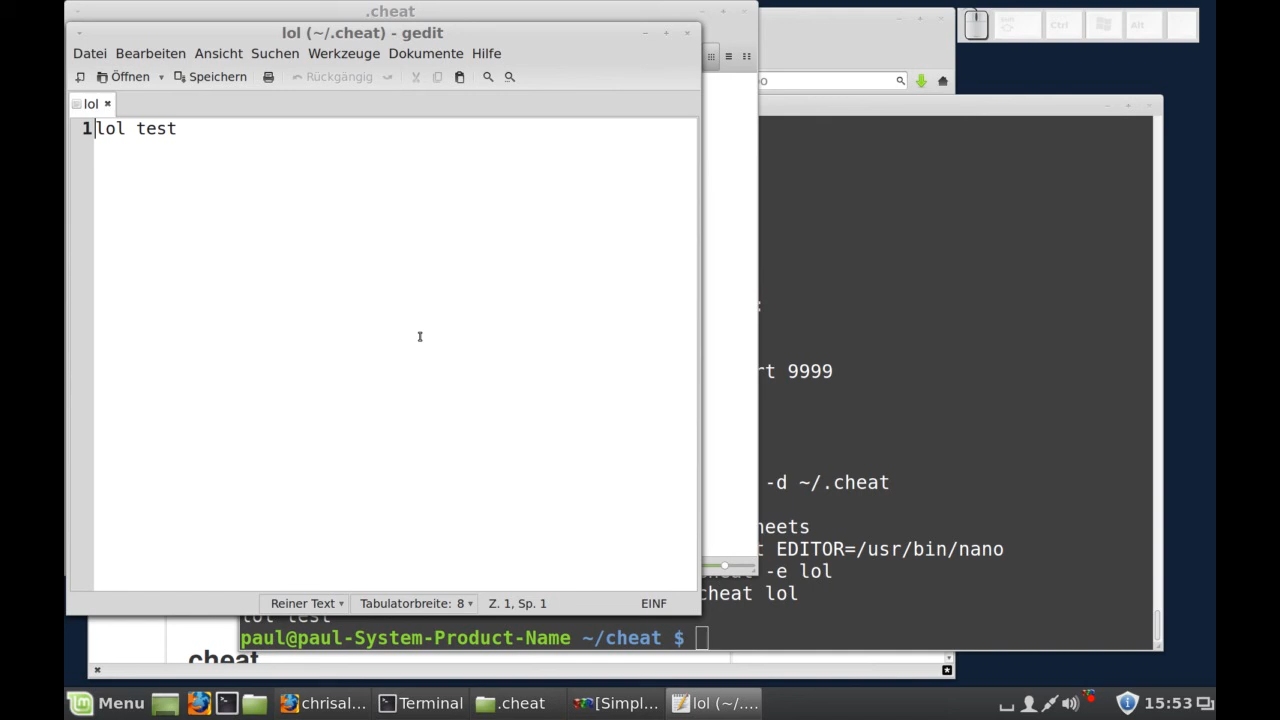 .cheat
lol (~/.cheat) - gedit
Datei Bearbeiten Ansicht Suchen Werkzeuge Dokumente Hilfe
Öffnen Speichern Rückgängig
lol
1 lol test
Ctrl Alt
:
rt 9999
-d ~/.cheat
heets
t EDITOR=/usr/bin/nano
cheat -e lol
cheat lol
lol test
paul@paul-System-Product-Name ~/cheat $
Reiner Text Tabulatorbreite: 8 Z. 1, Sp. 1 EINF
cheat
Menu chrisal... Terminal .cheat [Simpl... lol (~/.... 15:53